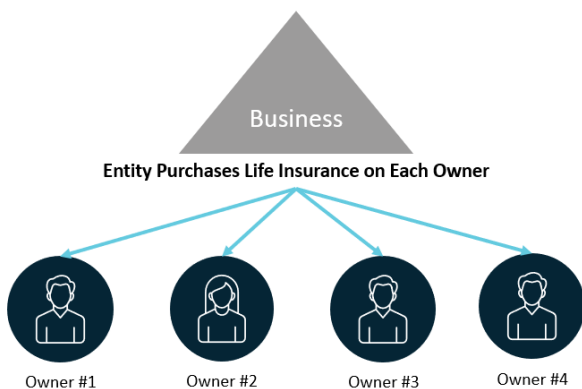 Business
Entity Purchases Life Insurance on Each Owner
Owner #1
Owner #2
Owner #3
Owner #4